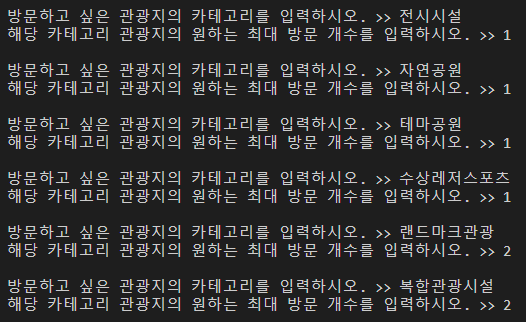 방문하고 싶은 관광지의 카테고리를 입력하시오. >> 전시시설
해당 카테고리 관광지의 원하는 최대 방문 개수를 입력하시오. >> 1
방문하고 싶은 관광지의 카테고리를 입력하시오. >> 자연공원
해당 카테고리 관광지의 원하는 최대 방문 개수를 입력하시오. >> 1
방문하고 싶은 관광지의 카테고리를 입력하시오. >> 테마공원
해당 카테고리 관광지의 원하는 최대 방문 개수를 입력하시오. >> 1
방문하고 싶은 관광지의 카테고리를 입력하시오. >> 수상레저스포츠
해당 카테고리 관광지의 원하는 최대 방문 개수를 입력하시오. >> 1
방문하고 싶은 관광지의 카테고리를 입력하시오. >> 랜드마크관광
해당 카테고리 관광지의 원하는 최대 방문 개수를 입력하시오. >> 2
방문하고 싶은 관광지의 카테고리를 입력하시오. >> 복합관광시설
해당 카테고리 관광지의 원하는 최대 방문 개수를 입력하시오. >> 2